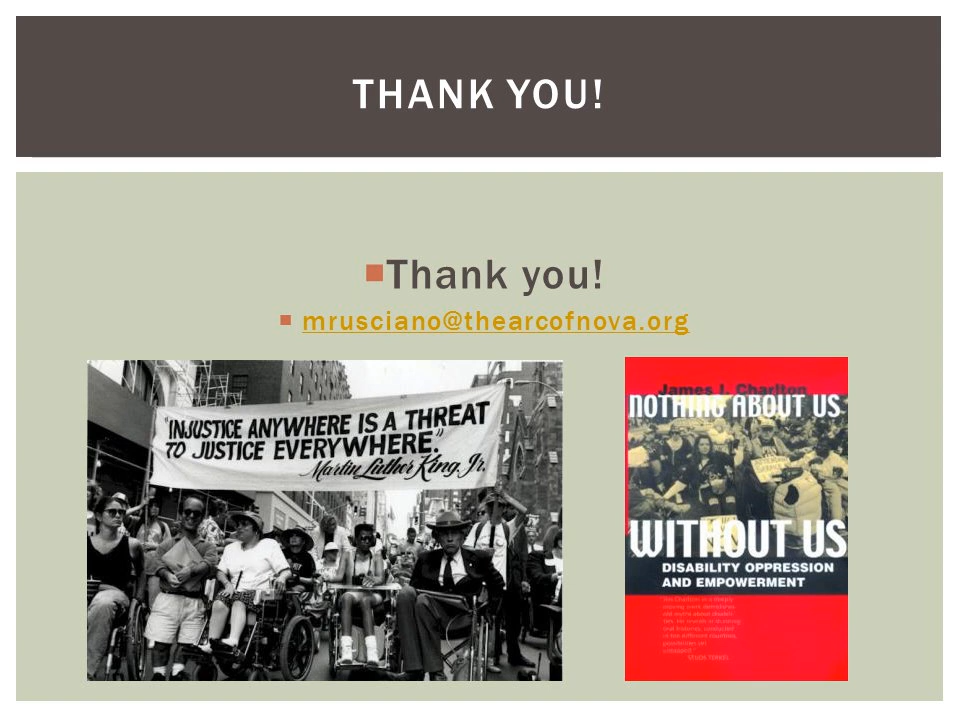 THANK YOU!
Thank you!
mrusciano@thearcofnova.org
"INJUSTICE ANYWHERE IS A THREAT
TO JUSTICE EVERYWHERE."
Martin Luther King, Jr.
James I. Charlton
NOTHING ABOUT US
WITHOUT US
DISABILITY OPPRESSION
AND EMPOWERMENT